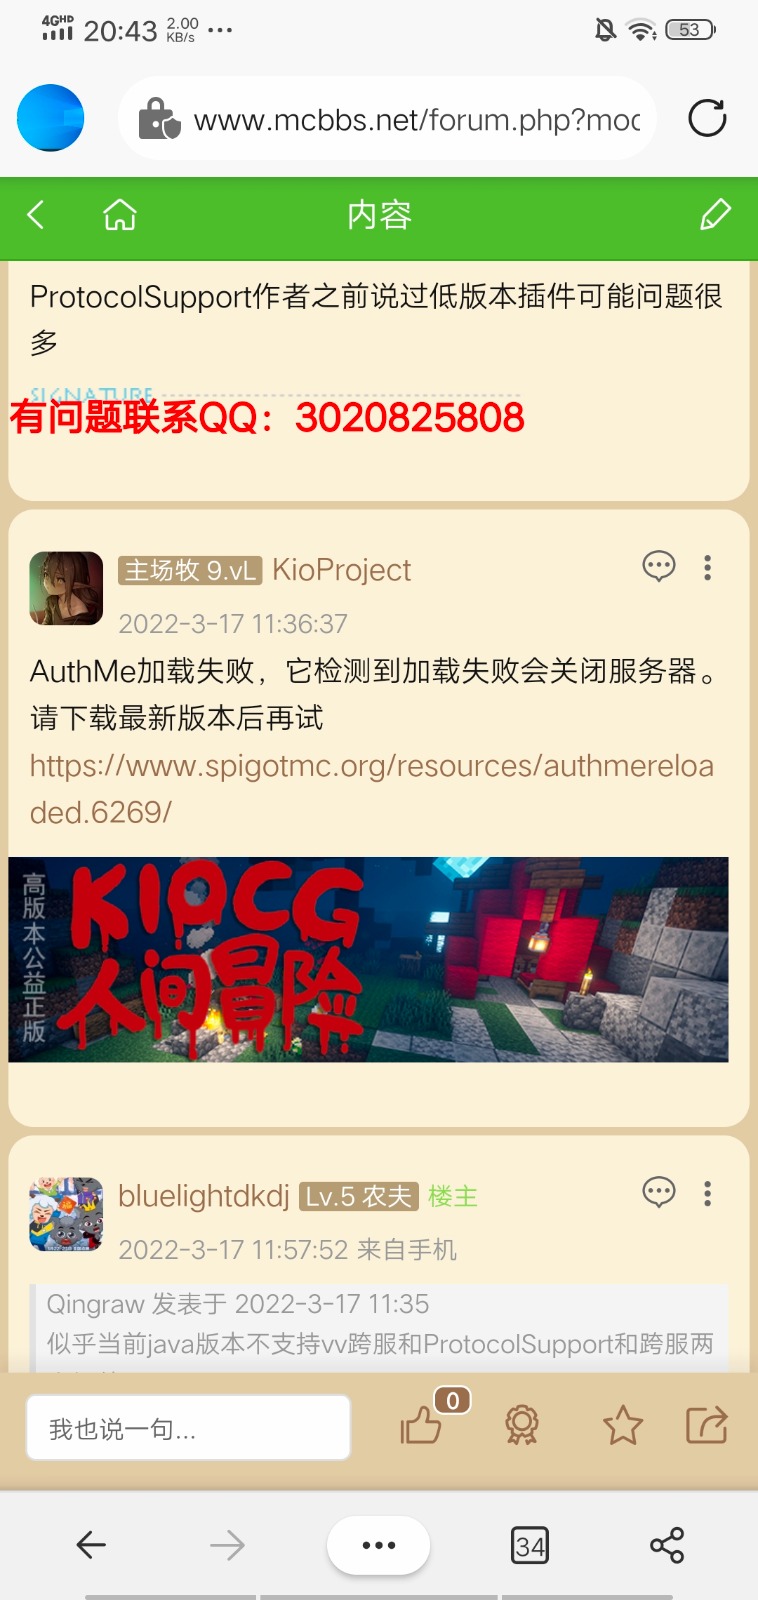 4GHD 20:43 2.00 KB/s ... 53
www.mcbbs.net/forum.php?mod
内容
ProtocolSupport作者之前说过低版本插件可能问题很
多
SIGNATURE
有问题联系QQ：3020825808
主场牧 9.vL KioProject
2022-3-17 11:36:37
AuthMe加载失败，它检测到加载失败会关闭服务器。
请下载最新版本后再试
https://www.spigotmc.org/resources/authmereloa
ded.6269/
高版本公益正版
KIOCG
人间冒险
bluelightdkdj Lv.5 农夫 楼主
2022-3-17 11:57:52 来自手机
Qingraw 发表于 2022-3-17 11:35
似乎当前java版本不支持vv跨服和ProtocolSupport和跨服两
我也说一句...
0
34